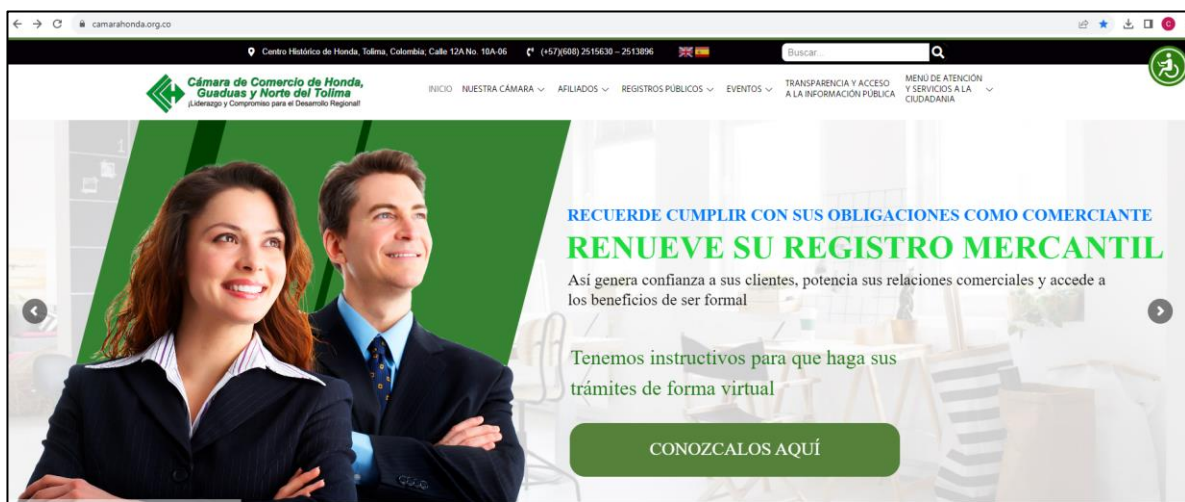 camarahonda.org.co
Centro Histórico de Honda, Tolima, Colombia; Calle 12A No. 10A-06 (+57)(608) 2515630 – 2513896 Buscar...
Cámara de Comercio de Honda,
Guaduas y Norte del Tolima
¡Liderazgo y Compromiso para el Desarrollo Regional!
INICIO NUESTRA CÁMARA AFILIADOS REGISTROS PÚBLICOS EVENTOS
TRANSPARENCIA Y ACCESO
A LA INFORMACIÓN PÚBLICA
MENÚ DE ATENCIÓN
Y SERVICIOS A LA
CIUDADANIA
RECUERDE CUMPLIR CON SUS OBLIGACIONES COMO COMERCIANTE
RENUEVE SU REGISTRO MERCANTIL
Así genera confianza a sus clientes, potencia sus relaciones comerciales y accede a
los beneficios de ser formal
Tenemos instructivos para que haga sus
trámites de forma virtual
CONOZCALOS AQUÍ
C